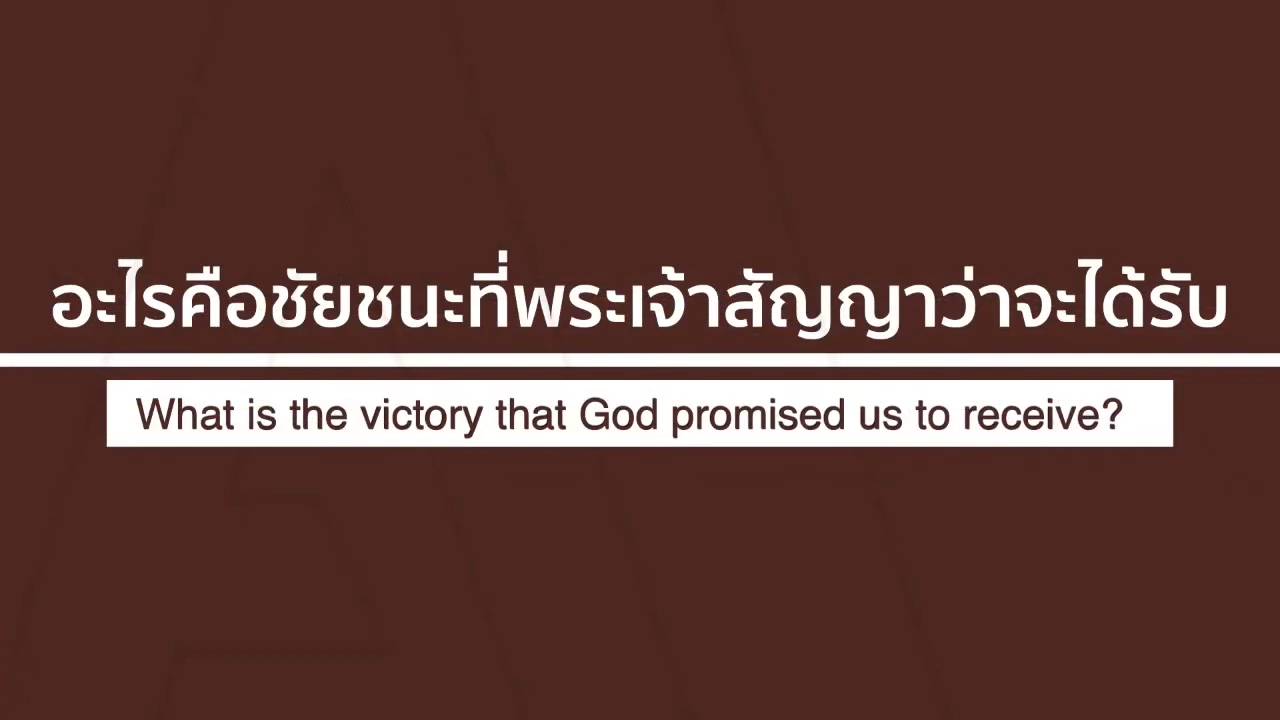 อะไรคือชัยชนะที่พระเจ้าสัญญาว่าจะได้รับ
What is the victory that God promised us to receive?